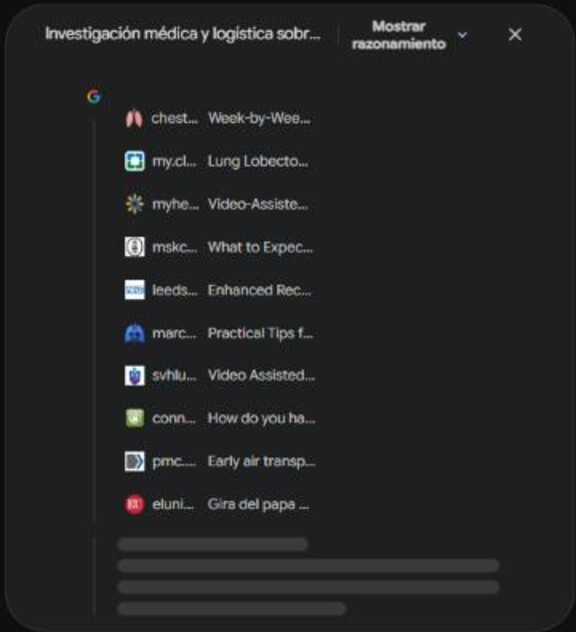 Investigación médica y logística sobr...
Mostrar razonamiento
chest... Week-by-Wee...
my.cl... Lung Lobecto...
myhe... Video-Assiste...
mskc... What to Expec...
leeds... Enhanced Rec...
marc... Practical Tips f...
svhlu... Video Assisted...
conn... How do you ha...
pmc.... Early air transp...
eluni... Gira del papa ...